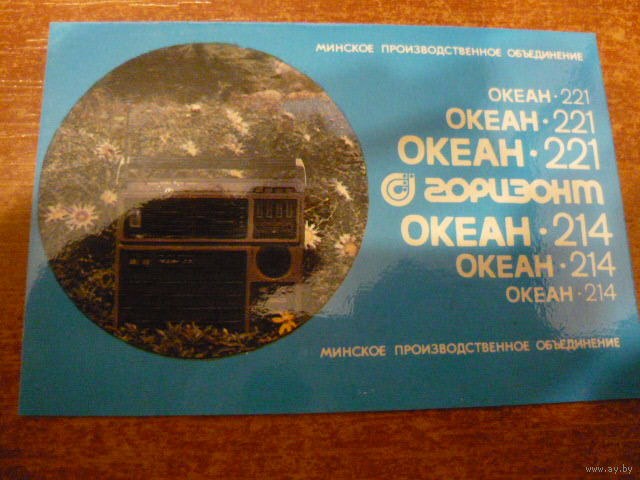 МИНСКОЕ ПРОИЗВОДСТВЕННОЕ ОБЪЕДИНЕНИЕ
ОКЕАН · 221
ОКЕАН · 221
ОКЕАН · 221
горизонт
ОКЕАН · 214
ОКЕАН · 214
ОКЕАН · 214
МИНСКОЕ ПРОИЗВОДСТВЕННОЕ ОБЪЕДИНЕНИЕ
www.ay.by